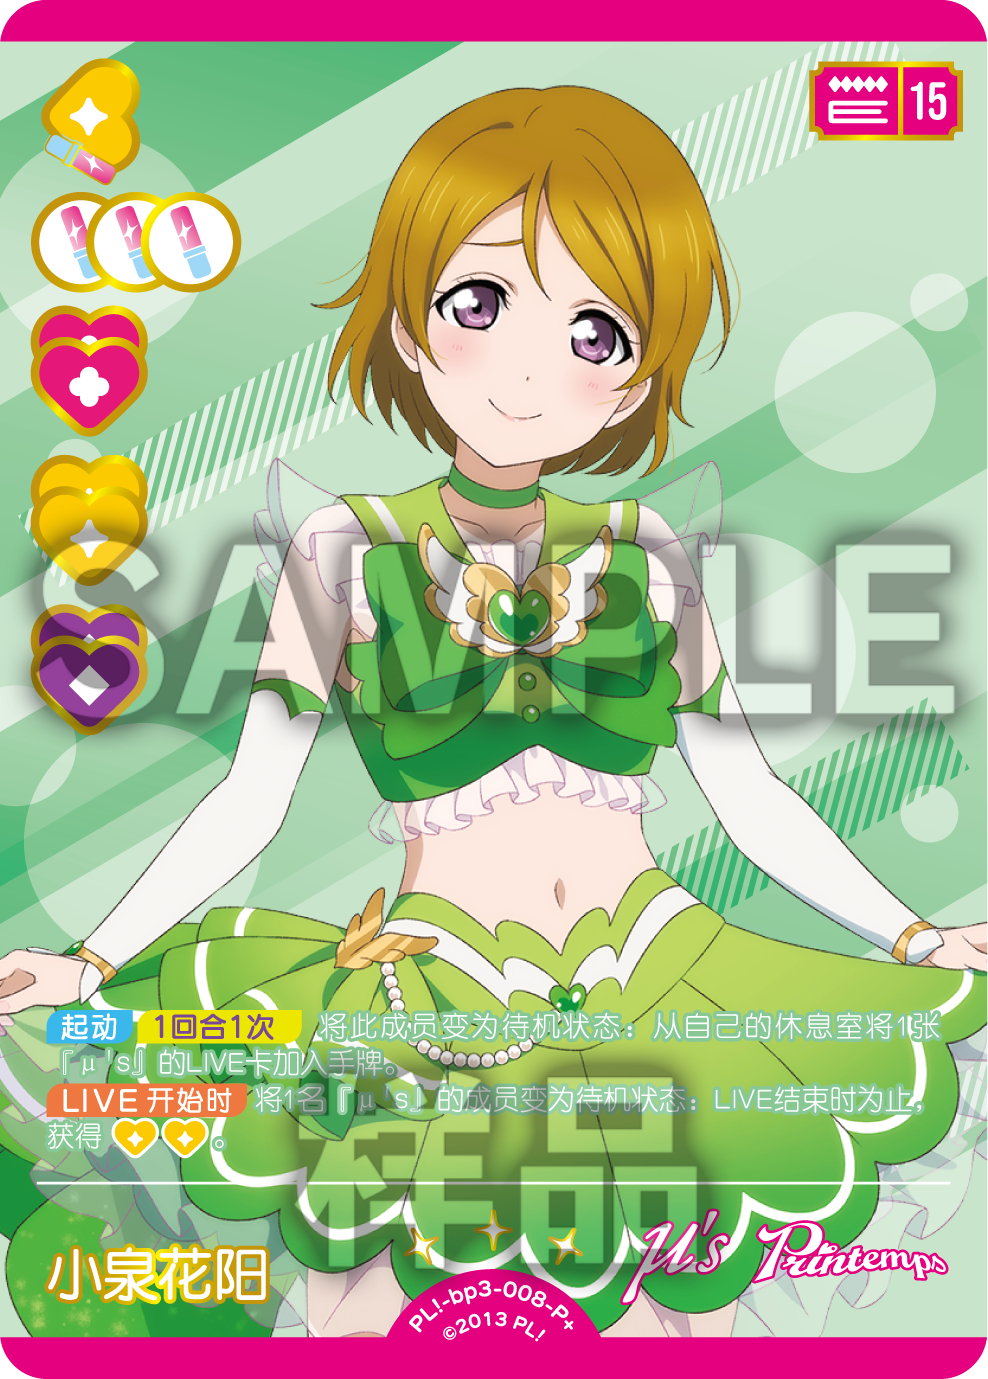 E 15
SAMPLE
起动 1回合1次 将此成员变为待机状态：从自己的休息室将1张
『μ's』的LIVE卡加入手牌。
LIVE 开始时 将1名『μ's』的成员变为待机状态：LIVE结束时为止，
获得 。
样品
小泉花阳
μ's Printemps
PL!-bp3-008-P+
©2013 PL!